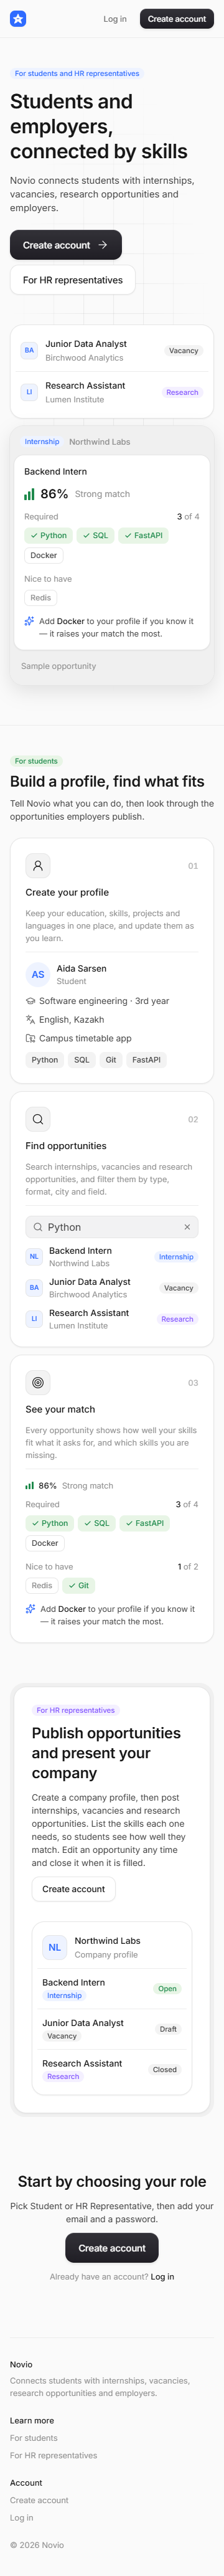 Log in
Create account
For students and HR representatives
Students and
employers,
connected by skills
Novio connects students with internships,
vacancies, research opportunities and
employers.
Create account
For HR representatives
BA
Junior Data Analyst
Birchwood Analytics
Vacancy
LI
Research Assistant
Lumen Institute
Research
Internship
Northwind Labs
Backend Intern
86% Strong match
Required
3 of 4
Python
SQL
FastAPI
Docker
Nice to have
Redis
Add Docker to your profile if you know it
— it raises your match the most.
Sample opportunity
For students
Build a profile, find what fits
Tell Novio what you can do, then look through the
opportunities employers publish.
01
Create your profile
Keep your education, skills, projects and
languages in one place, and update them as
you learn.
AS
Aida Sarsen
Student
Software engineering · 3rd year
English, Kazakh
Campus timetable app
Python
SQL
Git
FastAPI
02
Find opportunities
Search internships, vacancies and research
opportunities, and filter them by type,
format, city and field.
Python
NL
Backend Intern
Northwind Labs
Internship
BA
Junior Data Analyst
Birchwood Analytics
Vacancy
LI
Research Assistant
Lumen Institute
Research
03
See your match
Every opportunity shows how well your skills
fit what it asks for, and which skills you are
missing.
86% Strong match
Required
3 of 4
Python
SQL
FastAPI
Docker
Nice to have
1 of 2
Redis
Git
Add Docker to your profile if you know it
— it raises your match the most.
For HR representatives
Publish opportunities
and present your
company
Create a company profile, then post
internships, vacancies and research
opportunities. List the skills each one
needs, so students see how well they
match. Edit an opportunity any time
and close it when it is filled.
Create account
NL
Northwind Labs
Company profile
Backend Intern
Internship
Open
Junior Data Analyst
Vacancy
Draft
Research Assistant
Research
Closed
Start by choosing your role
Pick Student or HR Representative, then add your
email and a password.
Create account
Already have an account? Log in
Novio
Connects students with internships, vacancies,
research opportunities and employers.
Learn more
For students
For HR representatives
Account
Create account
Log in
© 2026 Novio